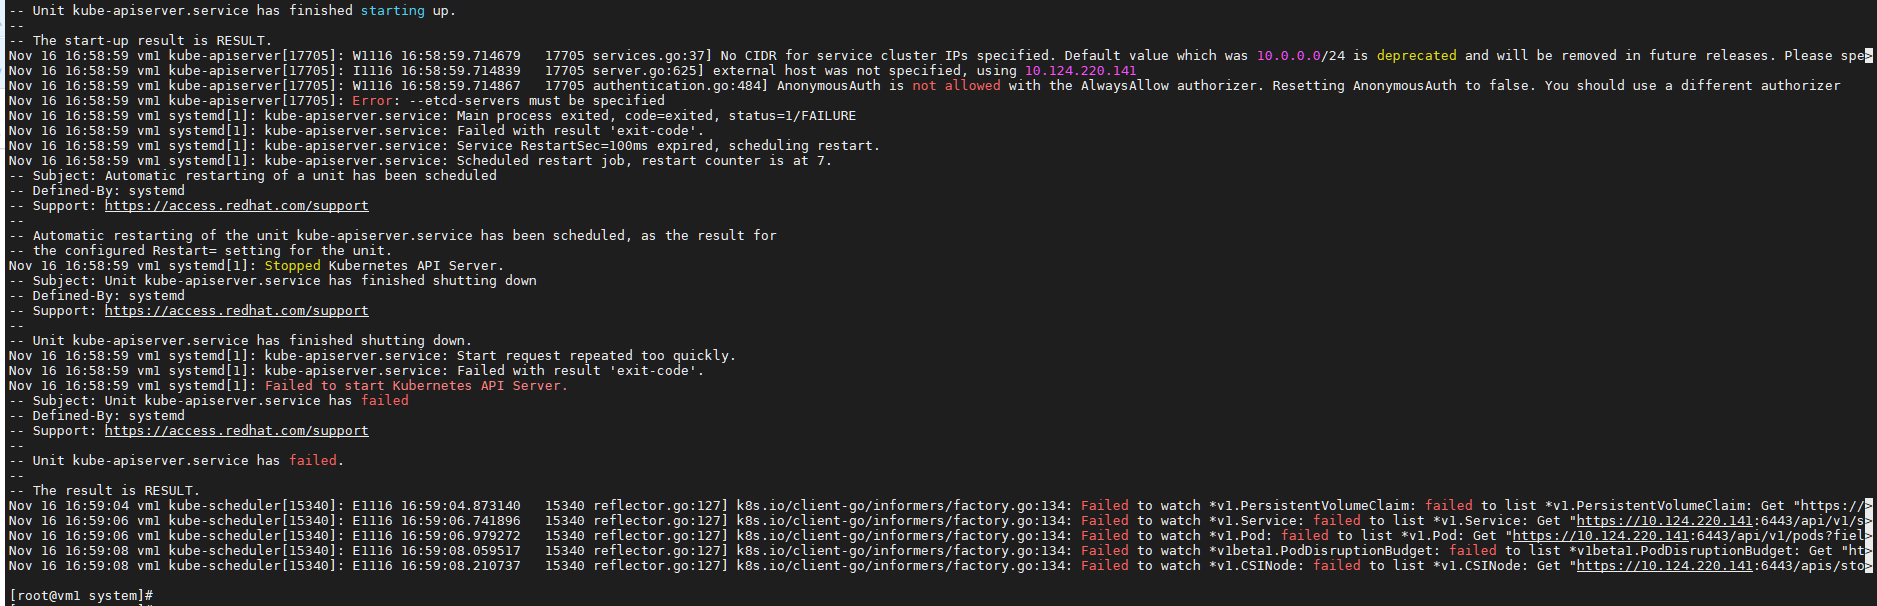 -- Unit kube-apiserver.service has finished starting up.
--
-- The start-up result is RESULT.
Nov 16 16:58:59 vm1 kube-apiserver[17705]: W1116 16:58:59.714679   17705 services.go:37] No CIDR for service cluster IPs specified. Default value which was 10.0.0.0/24 is deprecated and will be removed in future releases. Please spe>
Nov 16 16:58:59 vm1 kube-apiserver[17705]: I1116 16:58:59.714839   17705 server.go:625] external host was not specified, using 10.124.220.141
Nov 16 16:58:59 vm1 kube-apiserver[17705]: W1116 16:58:59.714867   17705 authentication.go:484] AnonymousAuth is not allowed with the AlwaysAllow authorizer. Resetting AnonymousAuth to false. You should use a different authorizer
Nov 16 16:58:59 vm1 kube-apiserver[17705]: Error: --etcd-servers must be specified
Nov 16 16:58:59 vm1 systemd[1]: kube-apiserver.service: Main process exited, code=exited, status=1/FAILURE
Nov 16 16:58:59 vm1 systemd[1]: kube-apiserver.service: Failed with result 'exit-code'.
Nov 16 16:58:59 vm1 systemd[1]: kube-apiserver.service: Service RestartSec=100ms expired, scheduling restart.
Nov 16 16:58:59 vm1 systemd[1]: kube-apiserver.service: Scheduled restart job, restart counter is at 7.
-- Subject: Automatic restarting of a unit has been scheduled
-- Defined-By: systemd
-- Support: https://access.redhat.com/support
--
-- Automatic restarting of the unit kube-apiserver.service has been scheduled, as the result for
-- the configured Restart= setting for the unit.
Nov 16 16:58:59 vm1 systemd[1]: Stopped Kubernetes API Server.
-- Subject: Unit kube-apiserver.service has finished shutting down
-- Defined-By: systemd
-- Support: https://access.redhat.com/support
--
-- Unit kube-apiserver.service has finished shutting down.
Nov 16 16:58:59 vm1 systemd[1]: kube-apiserver.service: Start request repeated too quickly.
Nov 16 16:58:59 vm1 systemd[1]: kube-apiserver.service: Failed with result 'exit-code'.
Nov 16 16:58:59 vm1 systemd[1]: Failed to start Kubernetes API Server.
-- Subject: Unit kube-apiserver.service has failed
-- Defined-By: systemd
-- Support: https://access.redhat.com/support
--
-- Unit kube-apiserver.service has failed.
--
-- The result is RESULT.
Nov 16 16:59:04 vm1 kube-scheduler[15340]: E1116 16:59:04.873140   15340 reflector.go:127] k8s.io/client-go/informers/factory.go:134: Failed to watch *v1.PersistentVolumeClaim: failed to list *v1.PersistentVolumeClaim: Get "https://>
Nov 16 16:59:06 vm1 kube-scheduler[15340]: E1116 16:59:06.741896   15340 reflector.go:127] k8s.io/client-go/informers/factory.go:134: Failed to watch *v1.Service: failed to list *v1.Service: Get "https://10.124.220.141:6443/api/v1/s>
Nov 16 16:59:06 vm1 kube-scheduler[15340]: E1116 16:59:06.979272   15340 reflector.go:127] k8s.io/client-go/informers/factory.go:134: Failed to watch *v1.Pod: failed to list *v1.Pod: Get "https://10.124.220.141:6443/api/v1/pods?fiel>
Nov 16 16:59:08 vm1 kube-scheduler[15340]: E1116 16:59:08.059517   15340 reflector.go:127] k8s.io/client-go/informers/factory.go:134: Failed to watch *v1beta1.PodDisruptionBudget: failed to list *v1beta1.PodDisruptionBudget: Get "ht>
Nov 16 16:59:08 vm1 kube-scheduler[15340]: E1116 16:59:08.210737   15340 reflector.go:127] k8s.io/client-go/informers/factory.go:134: Failed to watch *v1.CSINode: failed to list *v1.CSINode: Get "https://10.124.220.141:6443/apis/sto>
[root@vm1 system]#